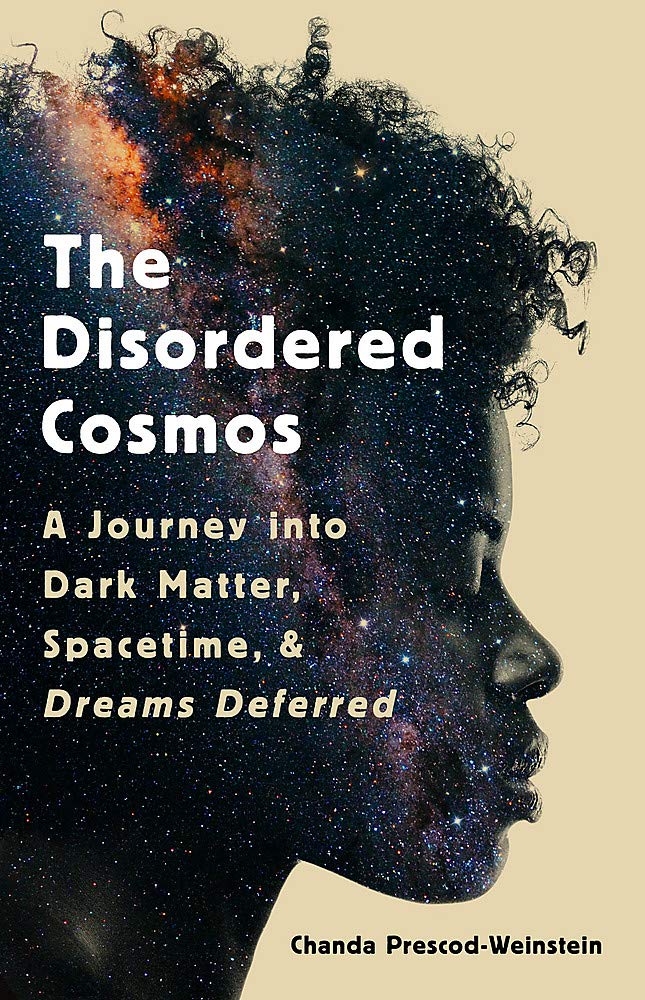 The
Disordered
Cosmos
A Journey into
Dark Matter,
Spacetime, &
Dreams Deferred
Chanda Prescod-Weinstein